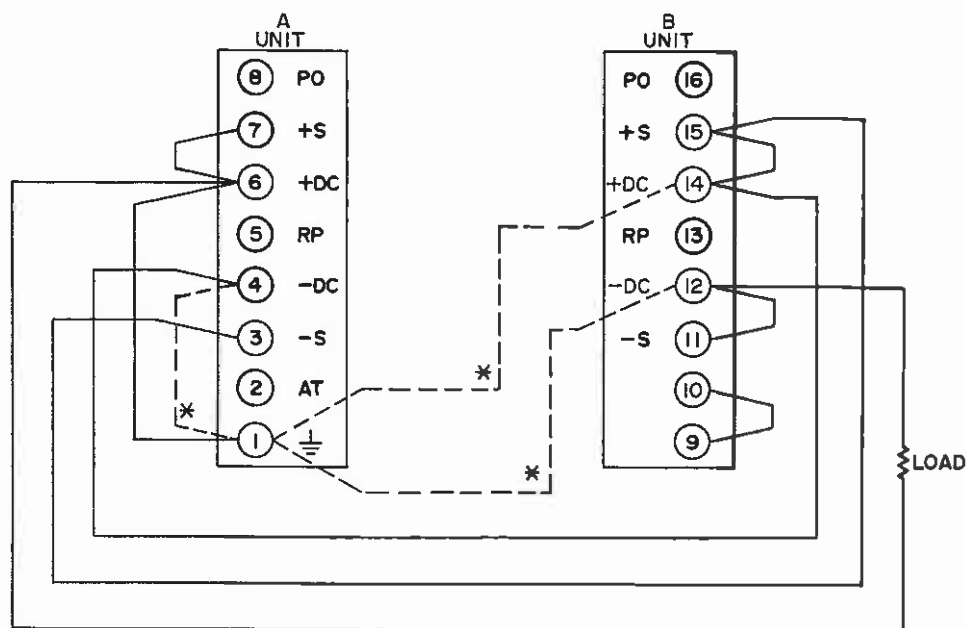 A
UNIT
8 PO
7 +S
6 +DC
5 RP
4 -DC
3 -S
2 AT
1
*
*
*
B
UNIT
PO 16
+S 15
+DC 14
RP 13
-DC 12
-S 11
10
9
LOAD